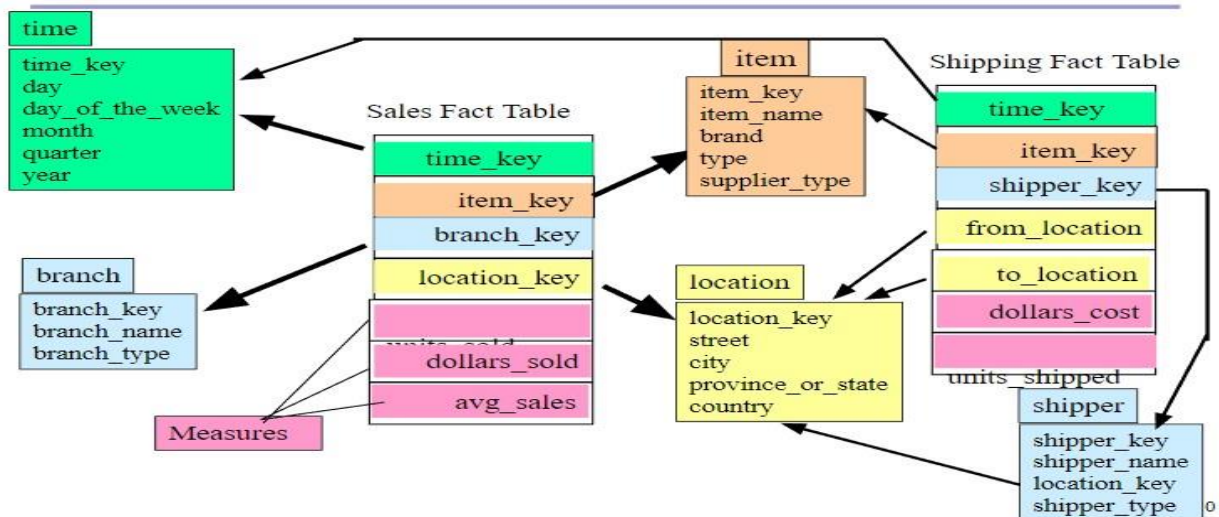 time
time_key
day
day_of_the_week
month
quarter
year
Sales Fact Table
time_key
item_key
branch_key
location_key
units_sold
dollars_sold
avg_sales
Measures
branch
branch_key
branch_name
branch_type
item
item_key
item_name
brand
type
supplier_type
location
location_key
street
city
province_or_state
country
Shipping Fact Table
time_key
item_key
shipper_key
from_location
to_location
dollars_cost
units_shipped
shipper
shipper_key
shipper_name
location_key
shipper_type
0